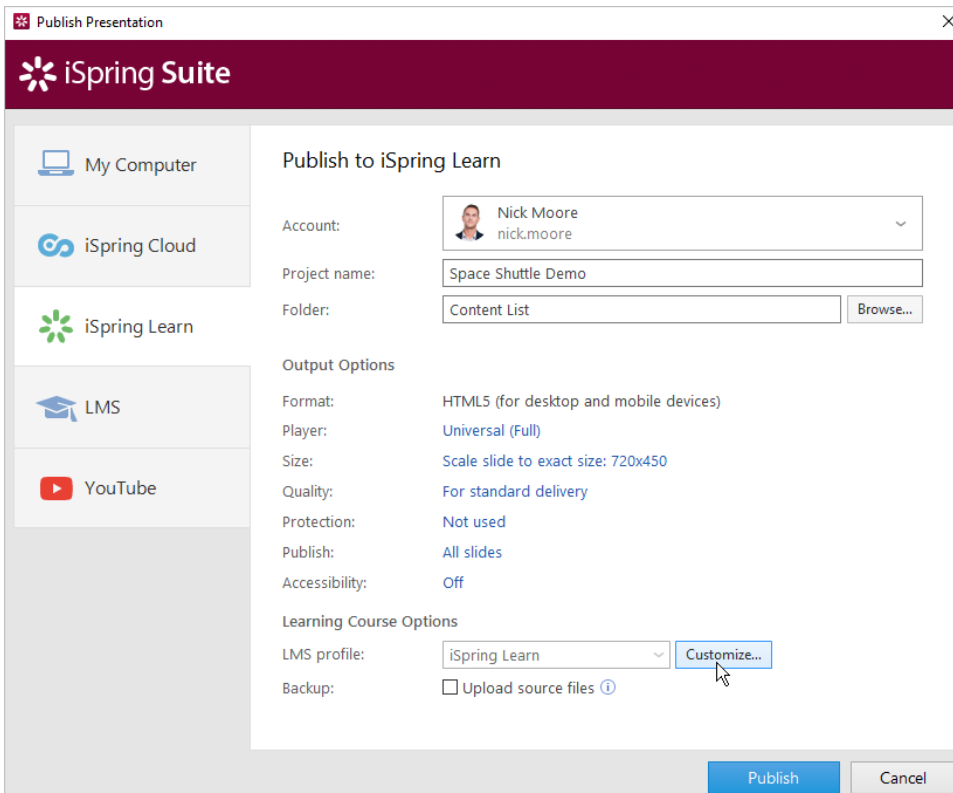 Publish Presentation
iSpring Suite
My Computer
iSpring Cloud
iSpring Learn
LMS
YouTube
Publish to iSpring Learn
Account: Nick Moore
nick.moore
Project name: Space Shuttle Demo
Folder: Content List Browse...
Output Options
Format: HTML5 (for desktop and mobile devices)
Player: Universal (Full)
Size: Scale slide to exact size: 720x450
Quality: For standard delivery
Protection: Not used
Publish: All slides
Accessibility: Off
Learning Course Options
LMS profile: iSpring Learn Customize...
Backup: Upload source files
Publish Cancel